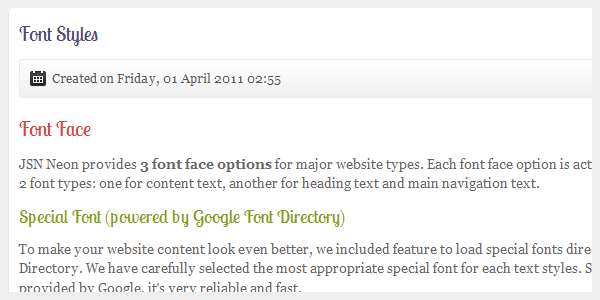 Font Styles
Created on Friday, 01 April 2011 02:55
Font Face
JSN Neon provides 3 font face options for major website types. Each font face option is act
2 font types: one for content text, another for heading text and main navigation text.
Special Font (powered by Google Font Directory)
To make your website content look even better, we included feature to load special fonts dire
Directory. We have carefully selected the most appropriate special font for each text styles. S
provided by Google, it's very reliable and fast.